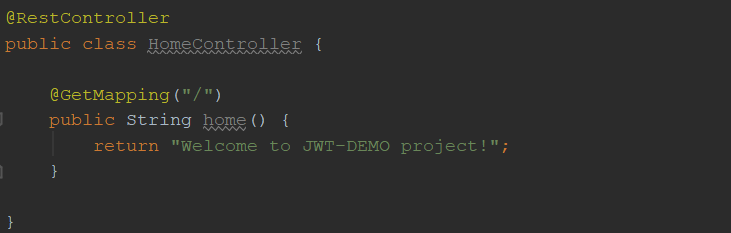 @RestController
public class HomeController {
@GetMapping("/")
public String home() {
return "Welcome to JWT-DEMO project!";
}
}